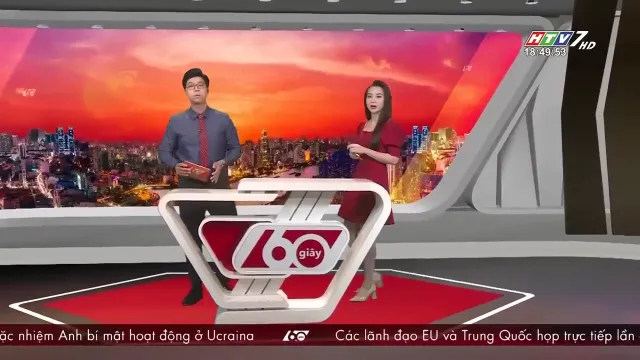 HTV7 HD
18:49:53
60 giây
ặc nhiệm Anh bí mật hoạt động ở Ucraina 60 Các lãnh đạo EU và Trung Quốc họp trực tiếp lần